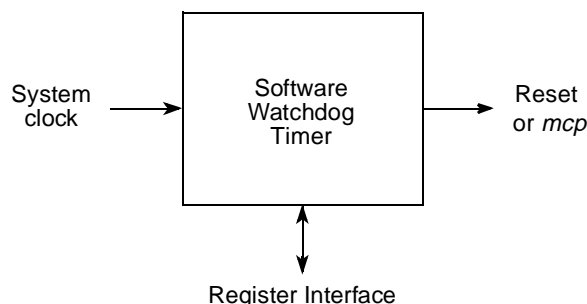 System
clock
Software
Watchdog
Timer
Reset
or mcp
Register Interface